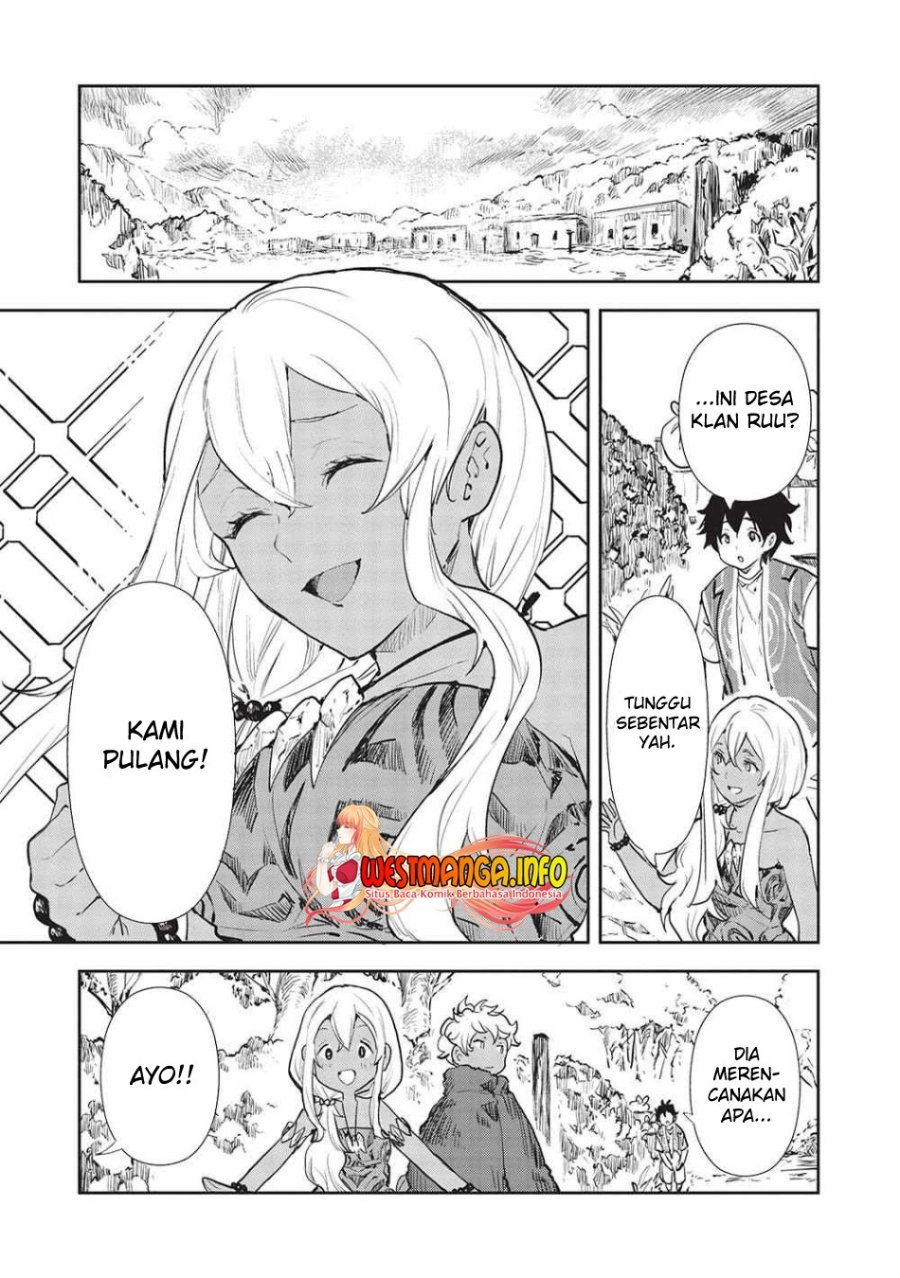 ...INI DESA
KLAN RUU?
TUNGGU
SEBENTAR
YAH.
KAMI
PULANG!
WESTMANGA.INFO
Situs Baca Komik Berbahasa Indonesia
DIA
MEREN-
CANAKAN
APA...
AYO!!